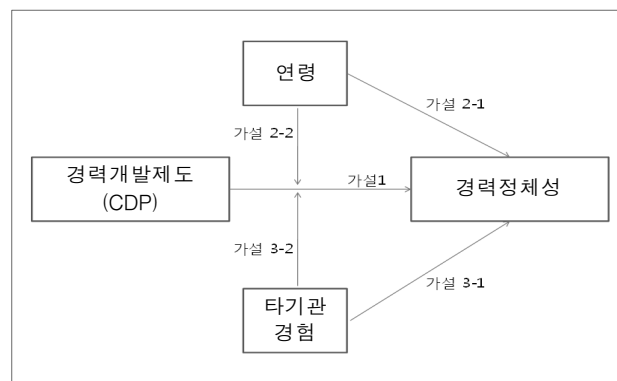 연령
가설 2-1
가설 2-2
경력개발제도
(CDP)
가설1
경력정체성
가설 3-2
가설 3-1
타기관
경험